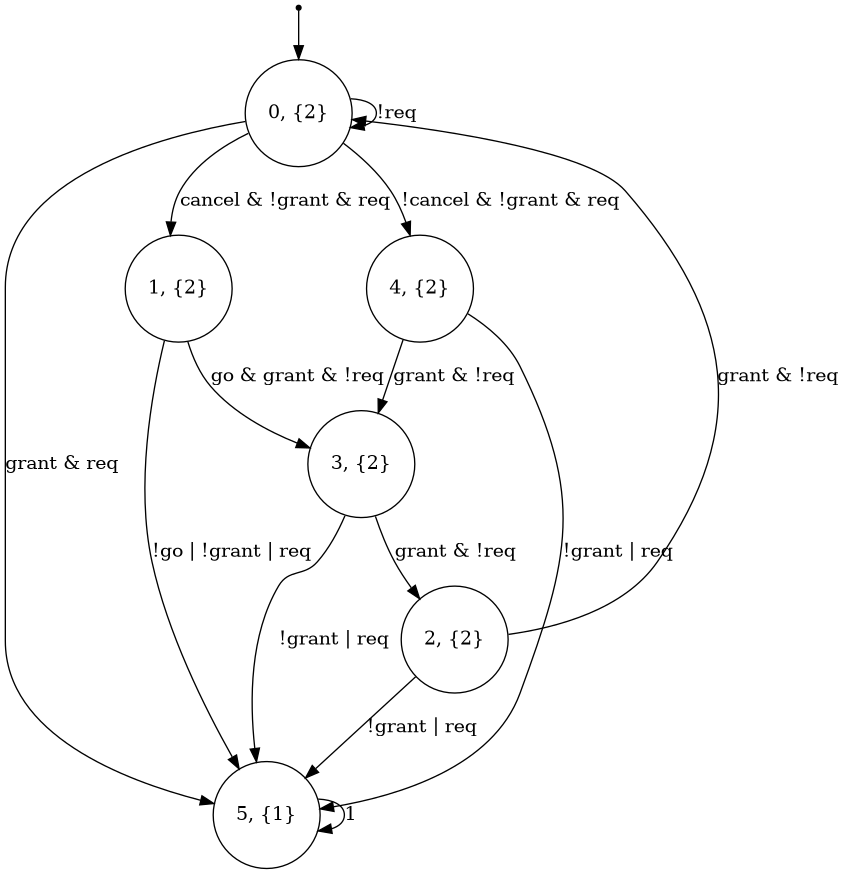 0, {2}
!req
cancel & !grant & req
!cancel & !grant & req
1, {2}
4, {2}
go & grant & !req
grant & !req
grant & !req
3, {2}
grant & req
!go | !grant | req
grant & !req
!grant | req
!grant | req
2, {2}
!grant | req
5, {1}
1